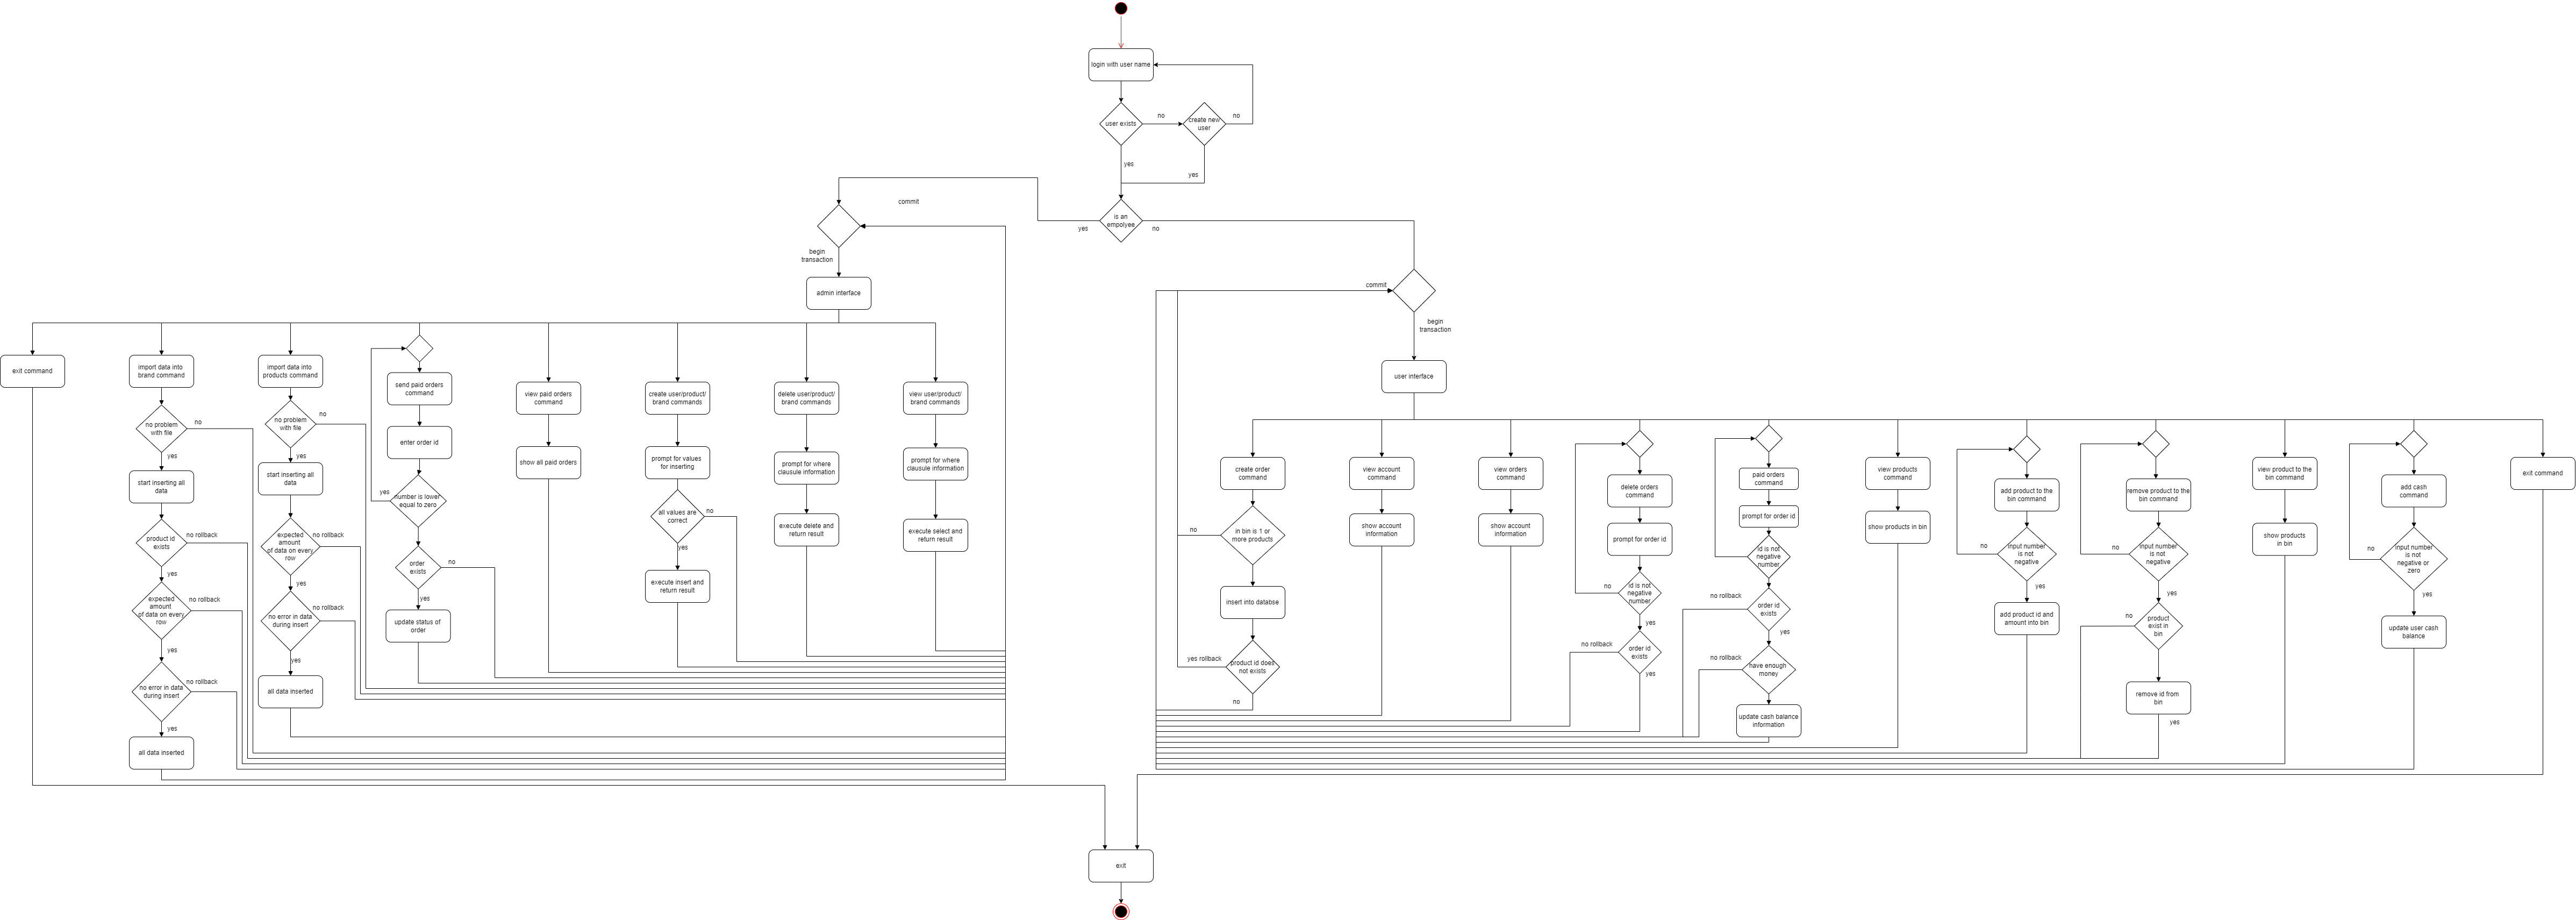 login with user name
user exists
no
create new
user
no
yes
yes
is an
empolyee
yes
no
commit
begin
transaction
admin interface
exit command
import data into
brand command
no problem
with file
no
yes
start inserting all
data
product id
exists
no rollback
yes
expected
amount
of data on every
row
no rollback
yes
no error in data
during insert
no rollback
yes
all data inserted
import data into
products command
no problem
with file
no
yes
start inserting all
data
expected
amount
of data on every
row
no rollback
yes
no error in data
during insert
no rollback
yes
all data inserted
send paid orders
command
enter order id
yes
number is lower
equal to zero
order
exists
no
yes
update status of
order
view paid orders
command
show all paid orders
create user/product/
brand commands
prompt for values
for inserting
all values are
correct
no
yes
execute insert and
return result
delete user/product/
brand commands
prompt for where
clausule information
execute delete and
return result
view user/product/
brand commands
prompt for where
clausule information
execute select and
return result
commit
begin
transaction
user interface
create order
command
no
in bin is 1 or
more products
insert into databse
yes rollback
product id does
not exists
no
view account
command
show account
information
view orders
command
show account
information
delete orders
command
prompt for order id
no
id is not
negative
number
yes
no rollback
order id
exists
yes
paid orders
command
prompt for order id
id is not
negative
number
no rollback
order id
exists
yes
no rollback
have enough
money
update cash balance
information
view products
command
show products in bin
add product to the
bin command
no
input number
is not
negative
yes
add product id and
amount into bin
remove product to the
bin command
no
input number
is not
negative
yes
no
product
exist in
bin
remove id from
bin
yes
view product to the
bin command
show products
in bin
add cash
command
no
input number
is not
negative or
zero
yes
update user cash
balance
exit command
exit